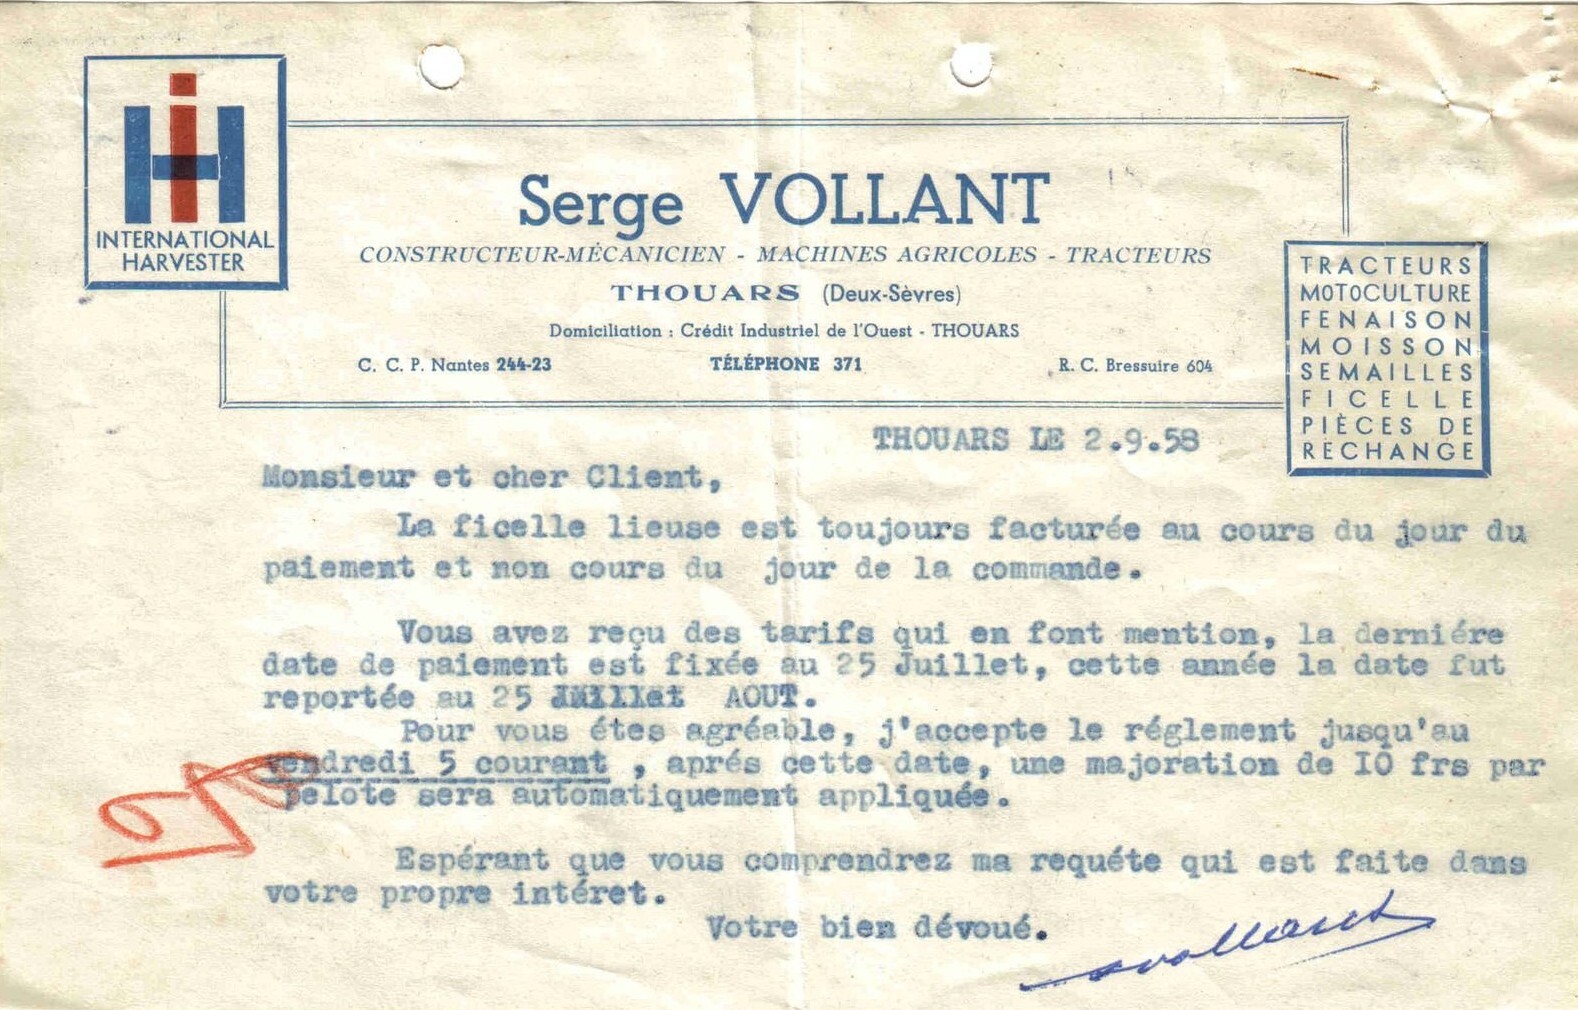 INTERNATIONAL
HARVESTER
Serge VOLLANT
CONSTRUCTEUR-MÉCANICIEN - MACHINES AGRICOLES - TRACTEURS
THOUARS (Deux-Sèvres)
Domiciliation : Crédit Industriel de l'Ouest - THOUARS
C. C. P. Nantes 244-23 TÉLÉPHONE 371 R. C. Bressuire 604
TRACTEURS
MOTOCULTURE
FENAISON
MOISSON
SEMAILLES
FICELLE
PIÈCES DE
RECHANGE
THOUARS LE 2.9.58
Monsieur et cher Client,
La ficelle lieuse est toujours facturée au cours du jour du
paiement et non cours du jour de la commande.
Vous avez reçu des tarifs qui en font mention, la derniére
date de paiement est fixée au 25 Juillet, cette année la date fut
reportée au 25 Juillet AOUT.
Pour vous étes agréable, j'accepte le réglement jusqu'au
vendredi 5 courant , aprés cette date, une majoration de IO frs par
pelote sera automatiquement appliquée.
Espérant que vous comprendrez ma requéte qui est faite dans
votre propre intéret.
Votre bien dévoué.
Vollant